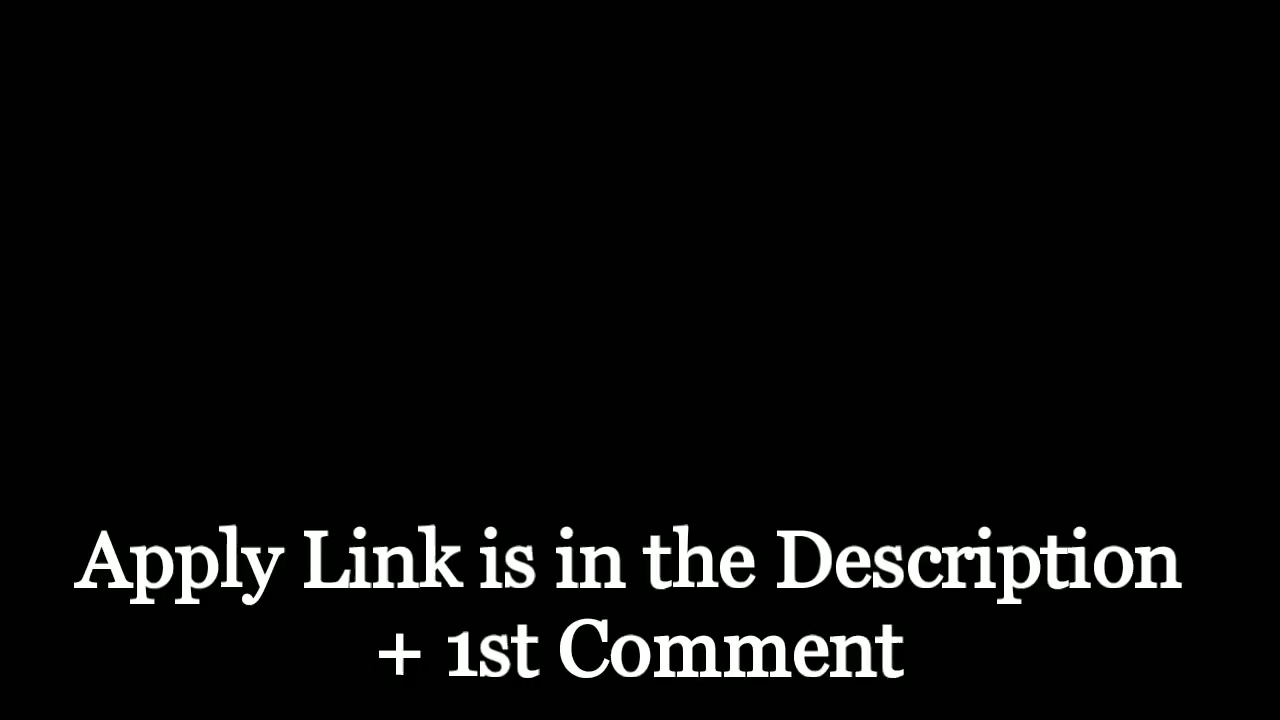 Apply Link is in the Description
+ 1st Comment